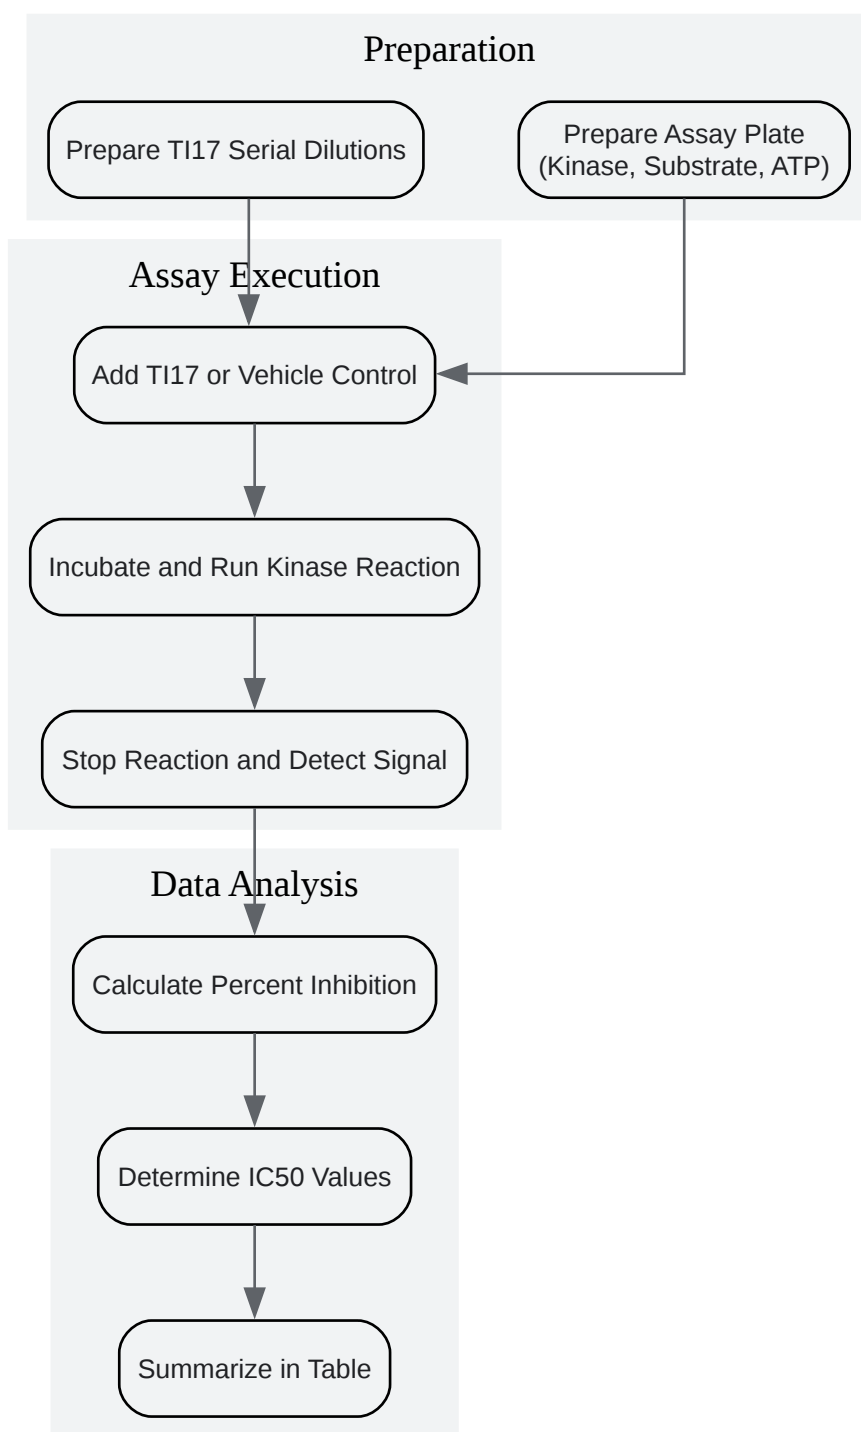 Preparation
Prepare TI17 Serial Dilutions
Prepare Assay Plate
(Kinase, Substrate, ATP)
Assay Execution
Add TI17 or Vehicle Control
Incubate and Run Kinase Reaction
Stop Reaction and Detect Signal
Data Analysis
Calculate Percent Inhibition
Determine IC50 Values
Summarize in Table